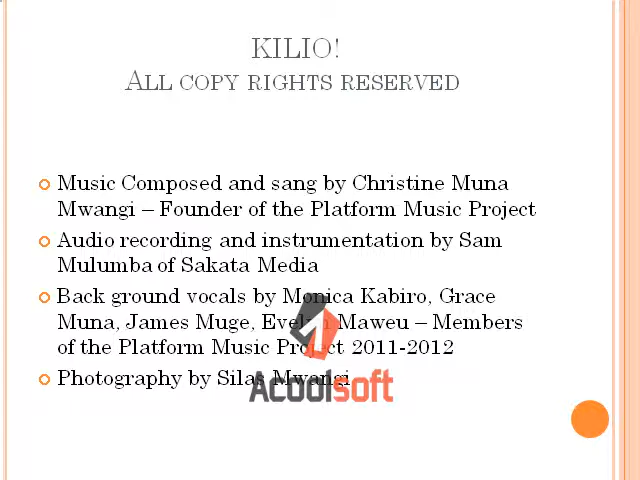 KILIO!
ALL COPY RIGHTS RESERVED
Music Composed and sang by Christine Muna
Mwangi – Founder of the Platform Music Project
Audio recording and instrumentation by Sam
Mulumba of Sakata Media
Back ground vocals by Monica Kabiro, Grace
Muna, James Muge, Evelyn Maweu – Members
of the Platform Music Project 2011-2012
Photography by Silas Mwangi
Acoolsoft